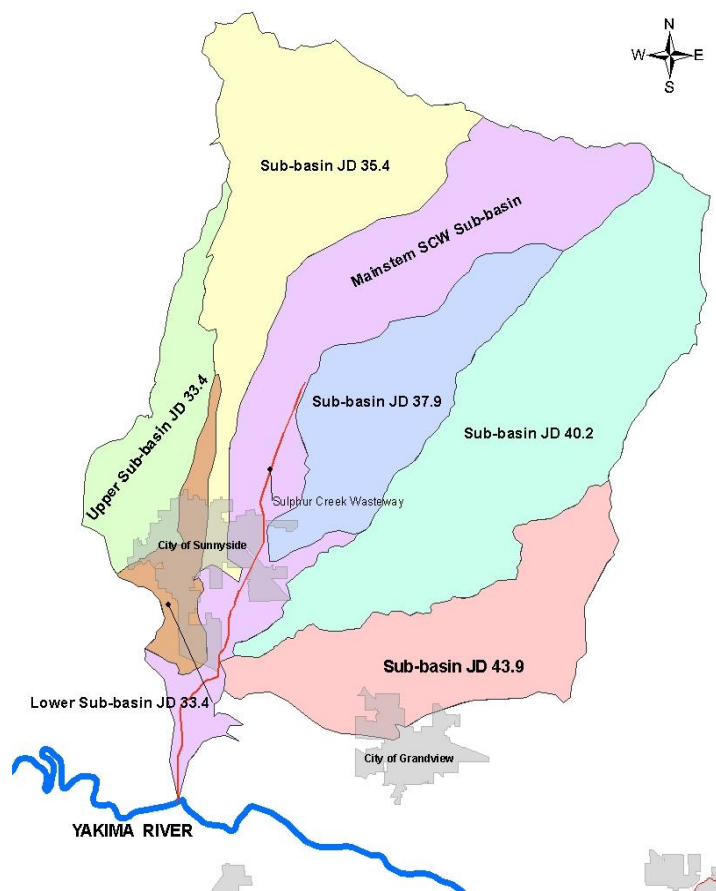 N
W E
S
Sub-basin JD 35.4
Mainstem SCW Sub-basin
Upper Sub-basin JD 33.4
Sub-basin JD 37.9
Sub-basin JD 40.2
Sulphur Creek Wasteway
City of Sunnyside
Sub-basin JD 43.9
Lower Sub-basin JD 33.4
City of Grandview
YAKIMA RIVER